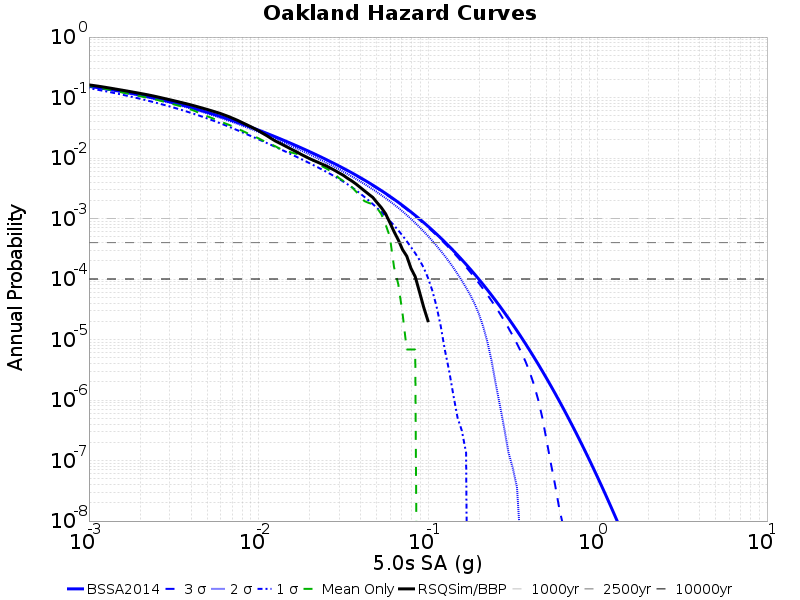 Oakland Hazard Curves
10^0
10^-1
10^-2
10^-3
10^-4
10^-5
10^-6
10^-7
10^-8
Annual Probability
10^-3 10^-2 10^-1 10^0 10^1
5.0s SA (g)
BSSA2014 3 σ 2 σ 1 σ Mean Only RSQSim/BBP 1000yr 2500yr 10000yr